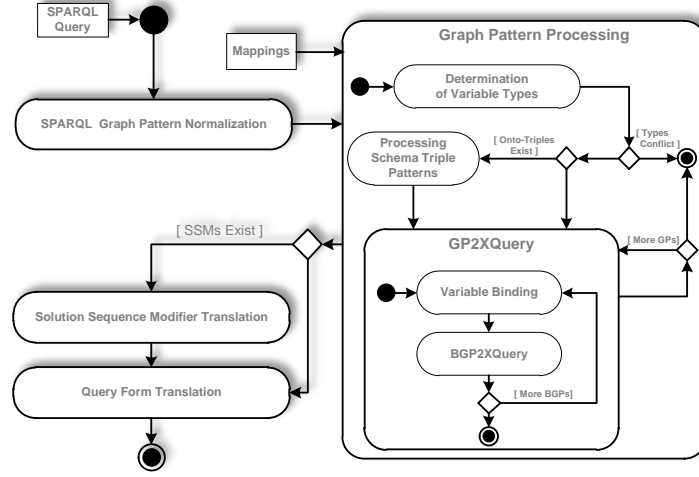 SPARQL
Query
Mappings
Graph Pattern Processing
Determination
of Variable Types
SPARQL Graph Pattern Normalization
[ Types
Conflict ]
[ Onto-Triples
Exist ]
Processing
Schema Triple
Patterns
[ SSMs Exist ]
GP2XQuery
[ More GPs]
Variable Binding
Solution Sequence Modifier Translation
BGP2XQuery
Query Form Translation
[ More BGPs]